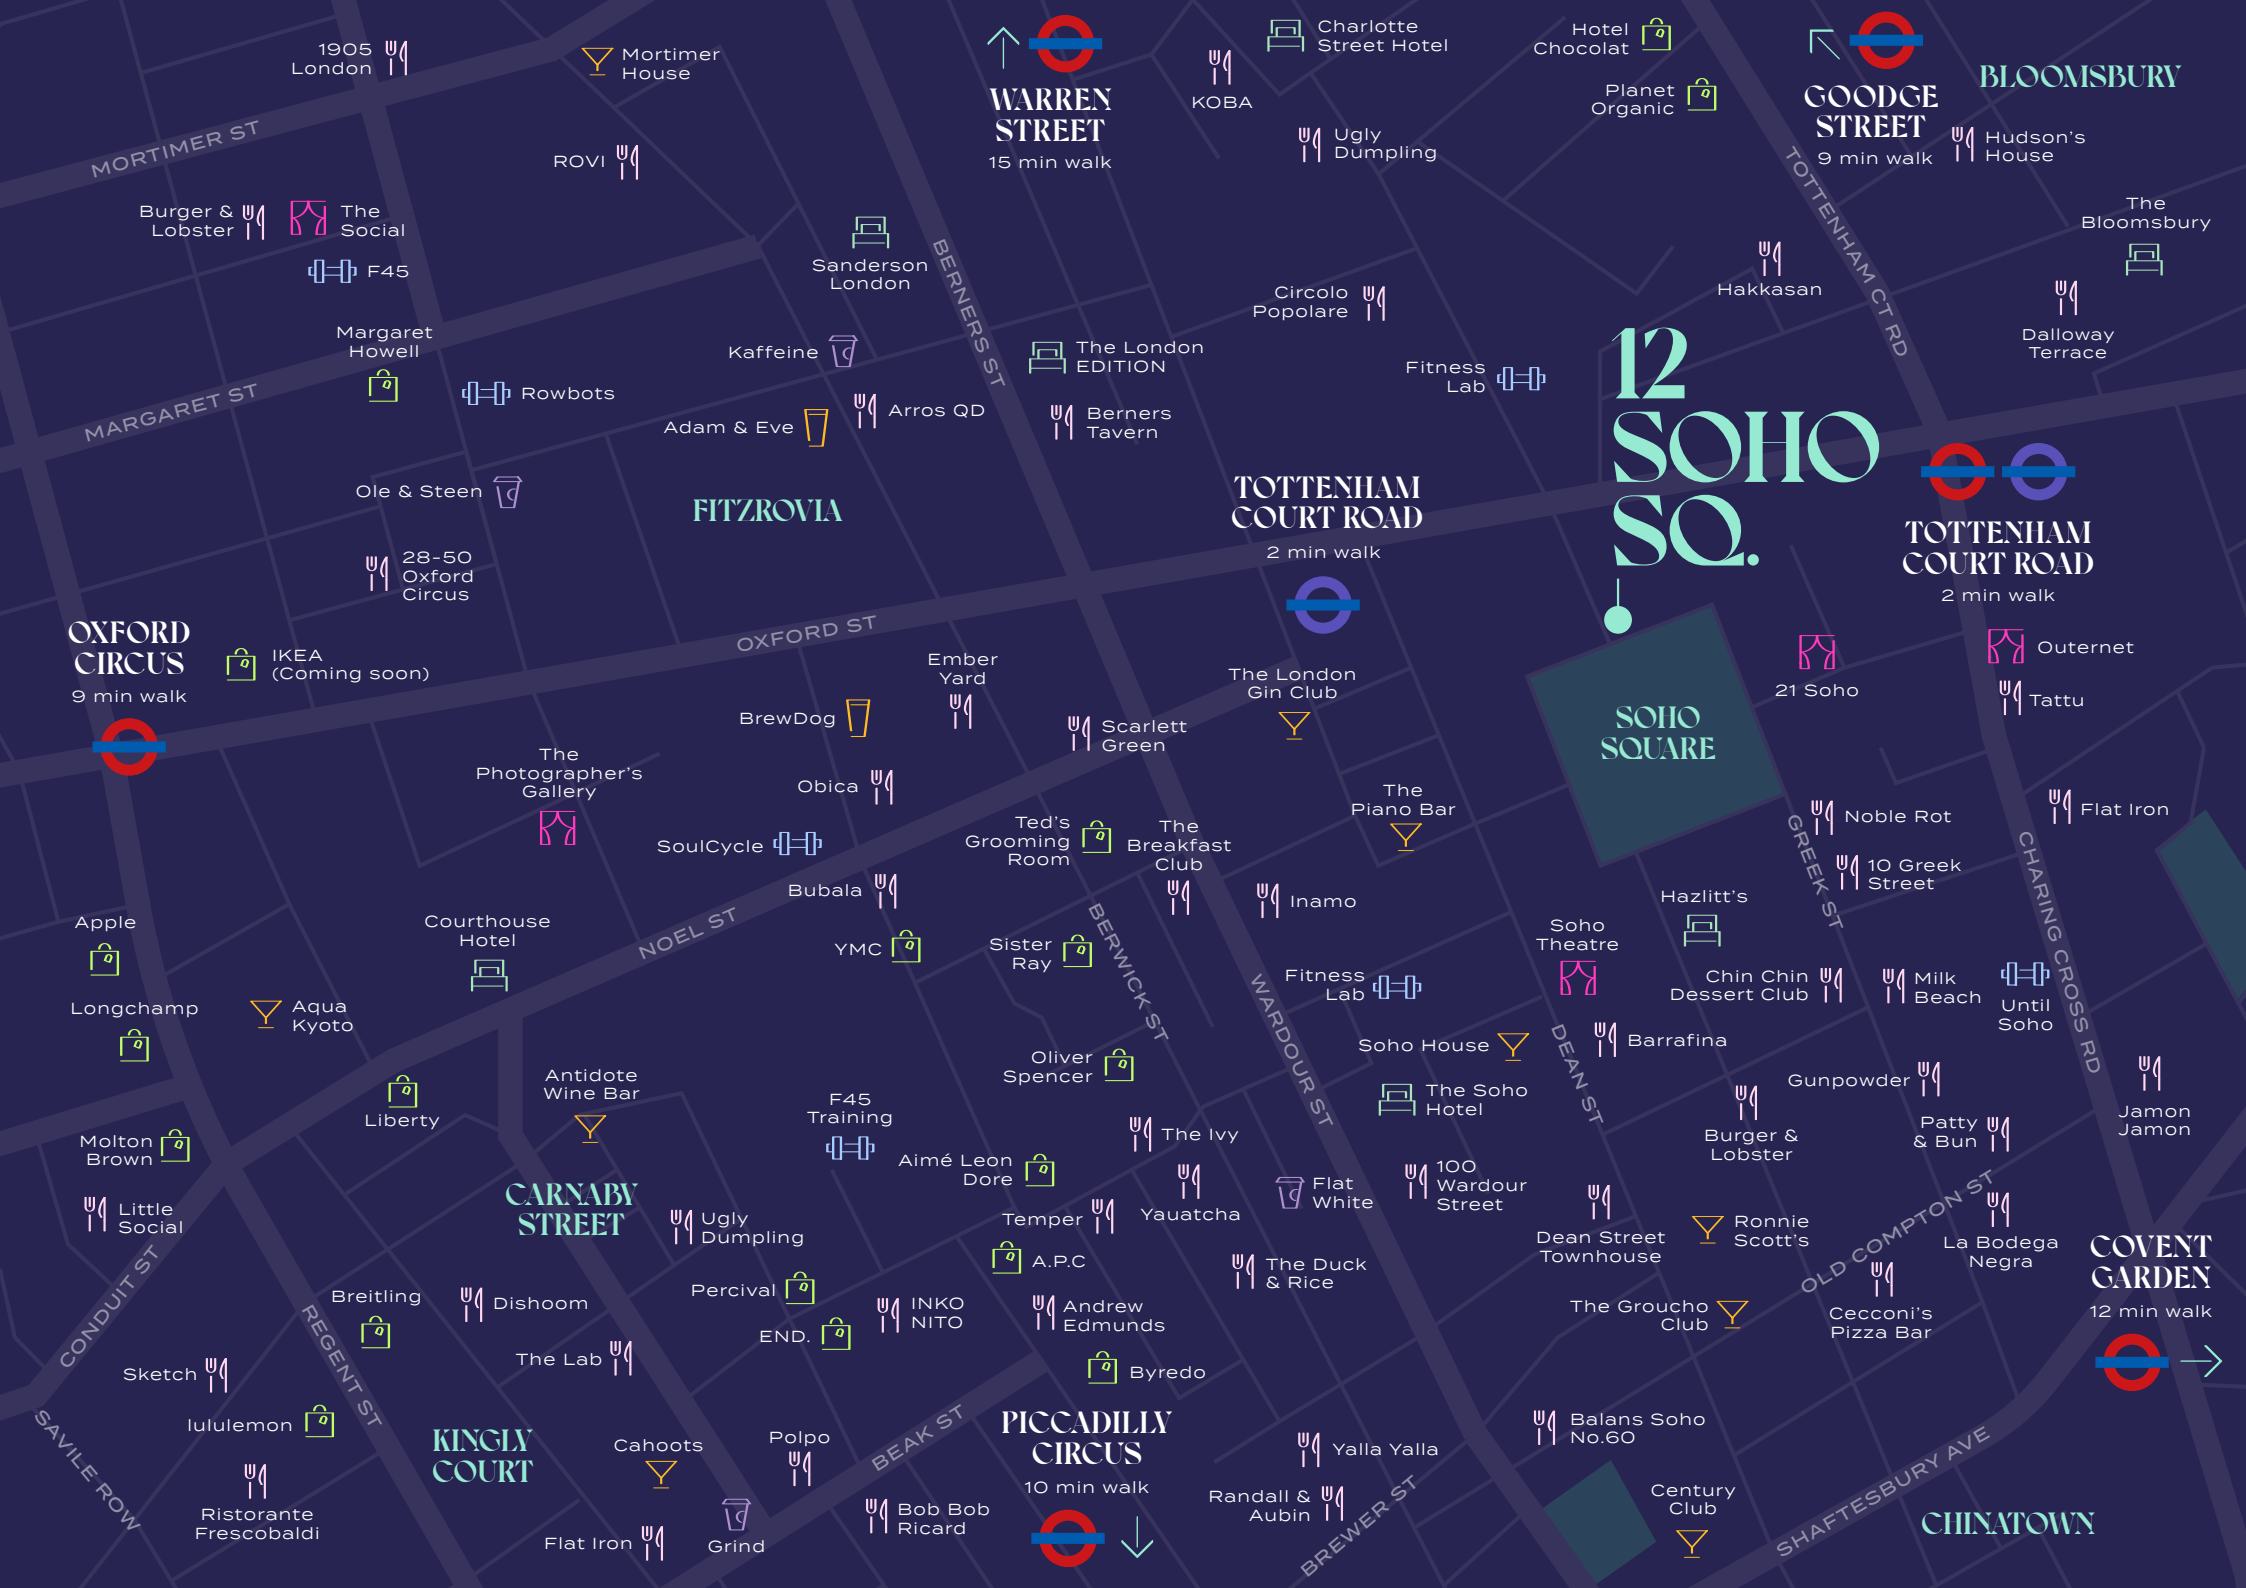 1905
London
Mortimer
House
WARREN
STREET
15 min walk
KOBA
Charlotte
Street Hotel
Hotel
Chocolat
Planet
Organic
Ugly
Dumpling
GOODGE
STREET
9 min walk
BLOOMSBURY
Hudson's
House
MORTIMER ST
ROVI
TOTTENHAM CT RD
The
Bloomsbury
Burger &
Lobster
The
Social
F45
Sanderson
London
BERNERS ST
Circolo
Popolare
Hakkasan
Dalloway
Terrace
Margaret
Howell
Kaffeine
The London
EDITION
Fitness
Lab
12
SOHO
SQ.
MARGARET ST
Rowbots
Adam & Eve
Arros QD
Berners
Tavern
Ole & Steen
FITZROVIA
TOTTENHAM
COURT ROAD
2 min walk
TOTTENHAM
COURT ROAD
2 min walk
28-50
Oxford
Circus
OXFORD
CIRCUS
9 min walk
IKEA
(Coming soon)
OXFORD ST
Ember
Yard
The London
Gin Club
21 Soho
Outernet
Tattu
BrewDog
Scarlett
Green
SOHO
SQUARE
The
Photographer's
Gallery
Obica
The
Piano Bar
Noble Rot
Flat Iron
SoulCycle
Ted's
Grooming
Room
The
Breakfast
Club
GREEK ST
10 Greek
Street
CHARING CROSS RD
Bubala
Inamo
Hazlitt's
Apple
Courthouse
Hotel
NOEL ST
YMC
Sister
Ray
BERWICK ST
Soho
Theatre
Fitness
Lab
Chin Chin
Dessert Club
Milk
Beach
Until
Soho
Longchamp
Aqua
Kyoto
WARDOUR ST
Soho House
DEAN ST
Barrafina
Antidote
Wine Bar
Oliver
Spencer
The Soho
Hotel
Gunpowder
Liberty
F45
Training
Jamon
Jamon
Molton
Brown
The Ivy
Burger &
Lobster
Patty
& Bun
Aimé Leon
Dore
Yauatcha
Flat
White
100
Wardour
Street
Little
Social
CARNABY
STREET
Ugly
Dumpling
Temper
Dean Street
Townhouse
Ronnie
Scott's
OLD COMPTON ST
La Bodega
Negra
COVENT
GARDEN
12 min walk
A.P.C
The Duck
& Rice
CONDUIT ST
Breitling
Dishoom
Percival
END.
INKO
NITO
Andrew
Edmunds
The Groucho
Club
Cecconi's
Pizza Bar
REGENT ST
The Lab
Byredo
Sketch
lululemon
SAVILE ROW
KINGLY
COURT
Cahoots
Polpo
BEAK ST
PICCADILLY
CIRCUS
10 min walk
Yalla Yalla
Balans Soho
No.60
Randall &
Aubin
BREWER ST
Century
Club
SHAFTESBURY AVE
CHINATOWN
Ristorante
Frescobaldi
Flat Iron
Grind
Bob Bob
Ricard